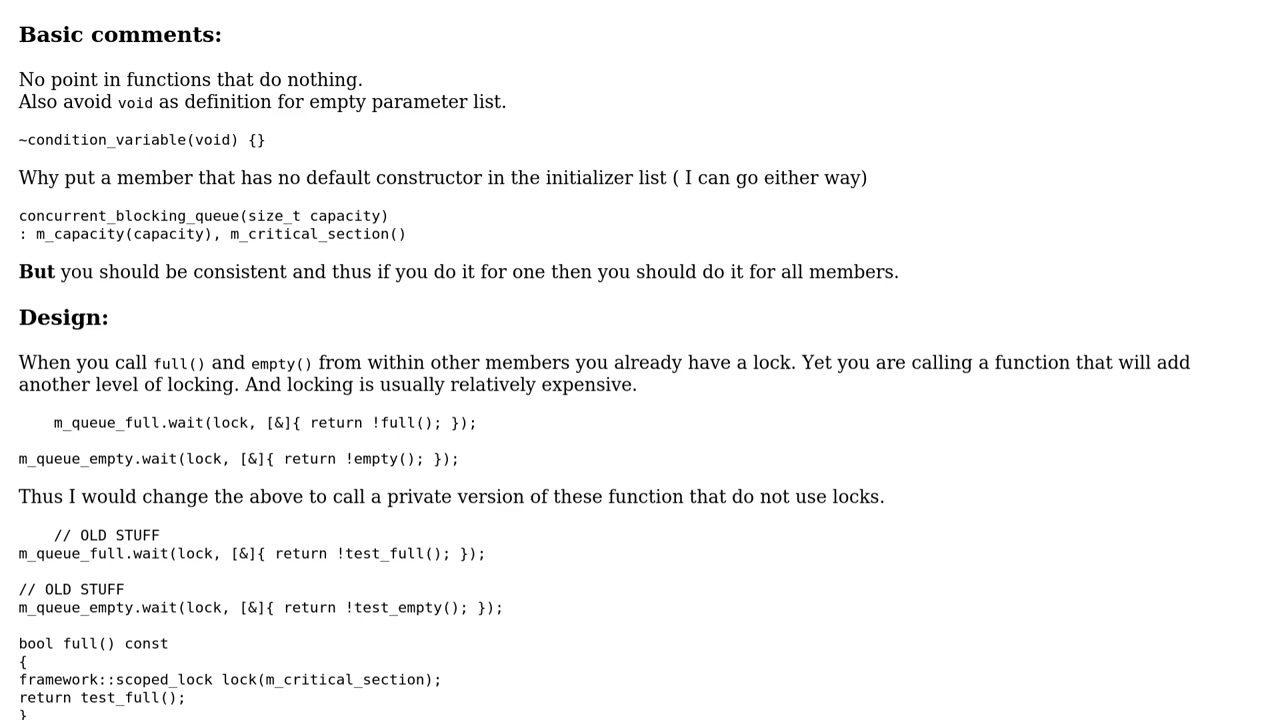 Basic comments:
No point in functions that do nothing.
Also avoid void as definition for empty parameter list.
~condition_variable(void) {}
Why put a member that has no default constructor in the initializer list ( I can go either way)
concurrent_blocking_queue(size_t capacity)
: m_capacity(capacity), m_critical_section()
But you should be consistent and thus if you do it for one then you should do it for all members.
Design:
When you call full() and empty() from within other members you already have a lock. Yet you are calling a function that will add
another level of locking. And locking is usually relatively expensive.
m_queue_full.wait(lock, [&]{ return !full(); });
m_queue_empty.wait(lock, [&]{ return !empty(); });
Thus I would change the above to call a private version of these function that do not use locks.
// OLD STUFF
m_queue_full.wait(lock, [&]{ return !test_full(); });
// OLD STUFF
m_queue_empty.wait(lock, [&]{ return !test_empty(); });
bool full() const
{
framework::scoped_lock lock(m_critical_section);
return test_full();
}